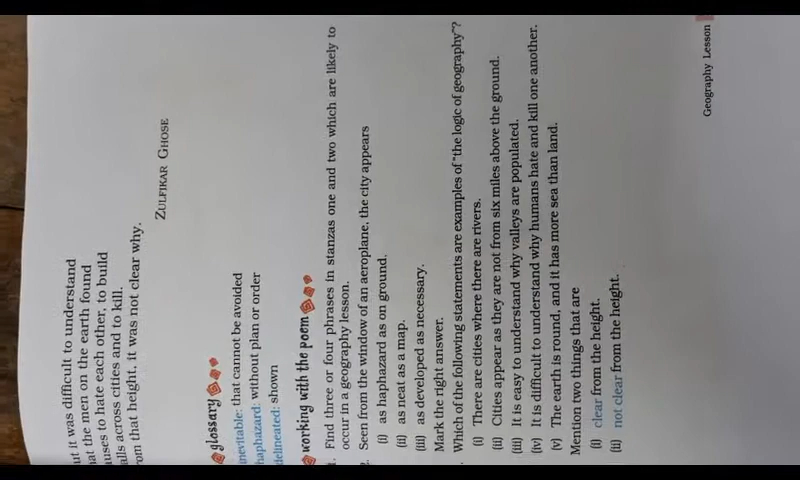 ut it was difficult to understand
at the men on the earth found
auses to hate each other, to build
alls across cities and to kill.
rom that height, it was not clear why.
ZULFIKAR GHOSE
glossary
inevitable: that cannot be avoided
haphazard: without plan or order
delineated: shown
working with the poem
1. Find three or four phrases in stanzas one and two which are likely to
occur in a geography lesson.
2. Seen from the window of an aeroplane, the city appears
(i) as haphazard as on ground.
(ii) as neat as a map.
(iii) as developed as necessary.
Mark the right answer.
. Which of the following statements are examples of "the logic of geography"?
(i) There are cities where there are rivers.
(ii) Cities appear as they are not from six miles above the ground.
(iii) It is easy to understand why valleys are populated.
(iv) It is difficult to understand why humans hate and kill one another.
(v) The earth is round, and it has more sea than land.
Mention two things that are
(i) clear from the height.
(ii) not clear from the height.
Geography Lesson